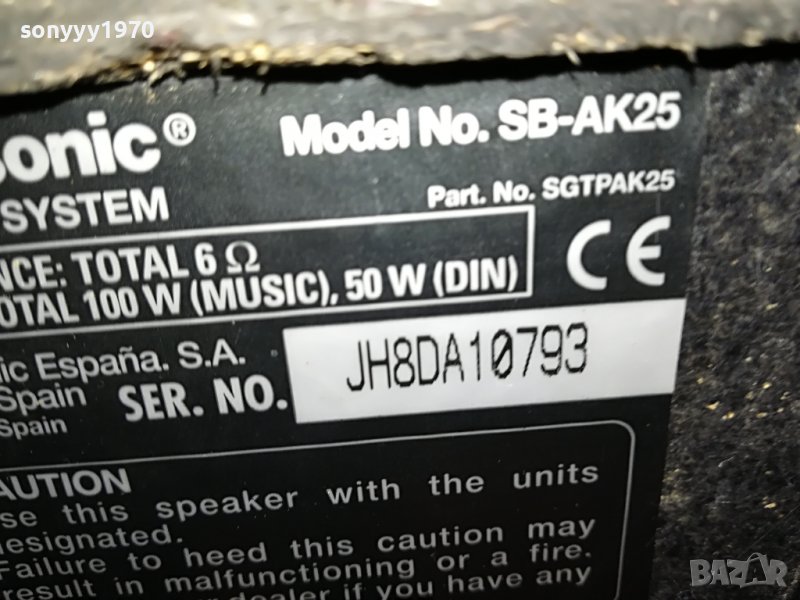 sonyyy1970
sonic® Model No. SB-AK25
SYSTEM Part. No. SGTPAK25
NCE: TOTAL 6 Ω
OTAL 100 W (MUSIC), 50 W (DIN) CE
ic España. S.A.
Spain SER. NO. JH8DA10793
Spain
AUTION
se this speaker with the units
esignated.
Failure to heed this caution may
result in malfunctioning or a fire.
dealer if you have any
BAZAR